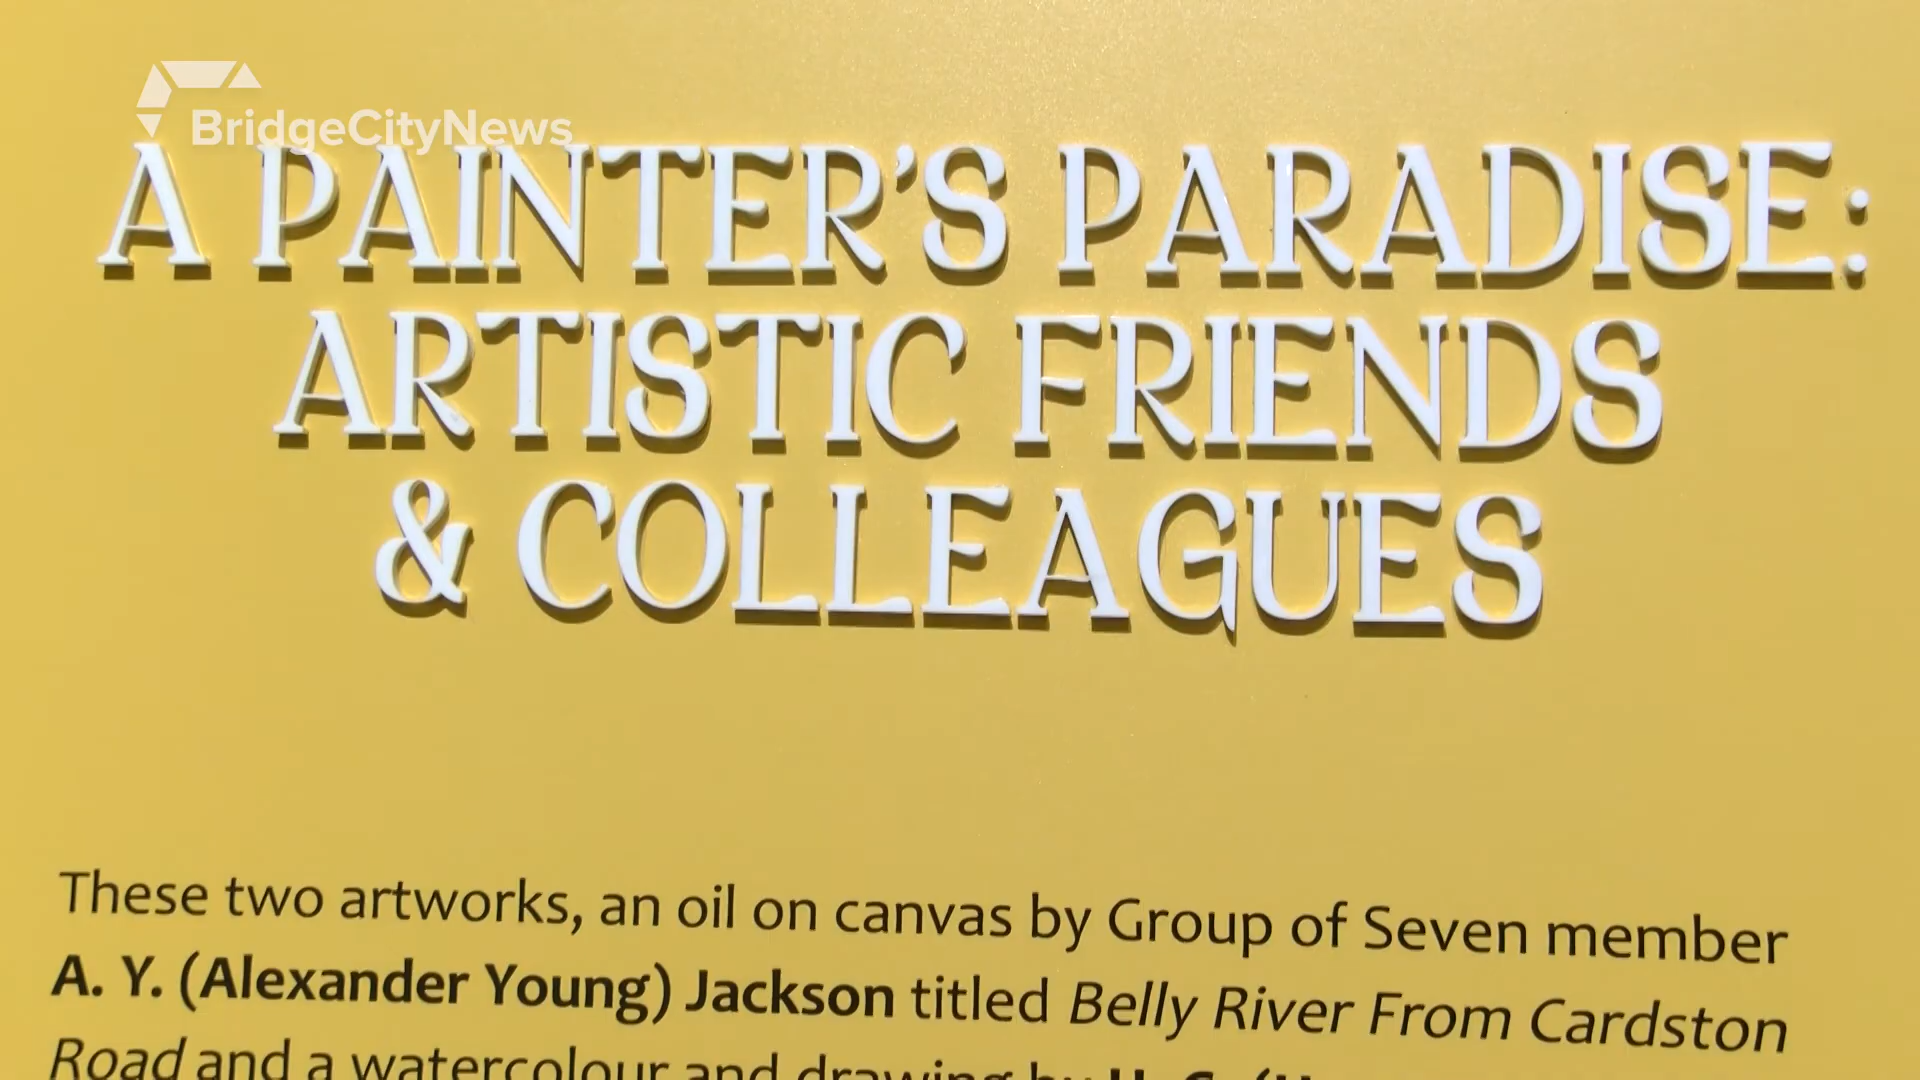 BridgeCityNews
A PAINTER'S PARADISE:
ARTISTIC FRIENDS
& COLLEAGUES
These two artworks, an oil on canvas by Group of Seven member
A. Y. (Alexander Young) Jackson titled Belly River From Cardston
Road and a watercolour and drawing by H. G.